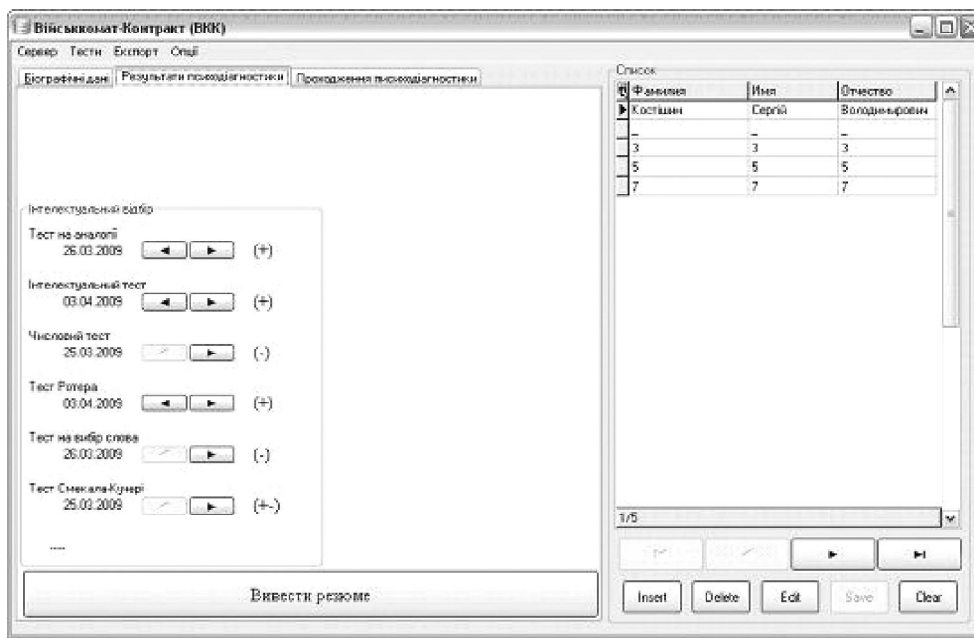 Військкомат-Контракт (ВКК)
Сервер Тести Експорт Опції
Біографічні дані Результати психодіагностики Проходження психодіагностики
Інтелектуальний відбір
Тест на аналогії
26.03.2009 (+)
Інтелектуальний тест
03.04.2009 (+)
Числовий тест
25.03.2009 (-)
Тест Ротера
03.04.2009 (+)
Тест на вибір слова
26.03.2009 (-)
Тест Смекала-Кучері
25.03.2009 (+-)
----
Вивести резюме
Список
Фамилия Имя Отчество
Костішин Сергій Володимирович
_ _ _
3 3 3
5 5 5
7 7 7
1/5
Insert Delete Edit Save Clear